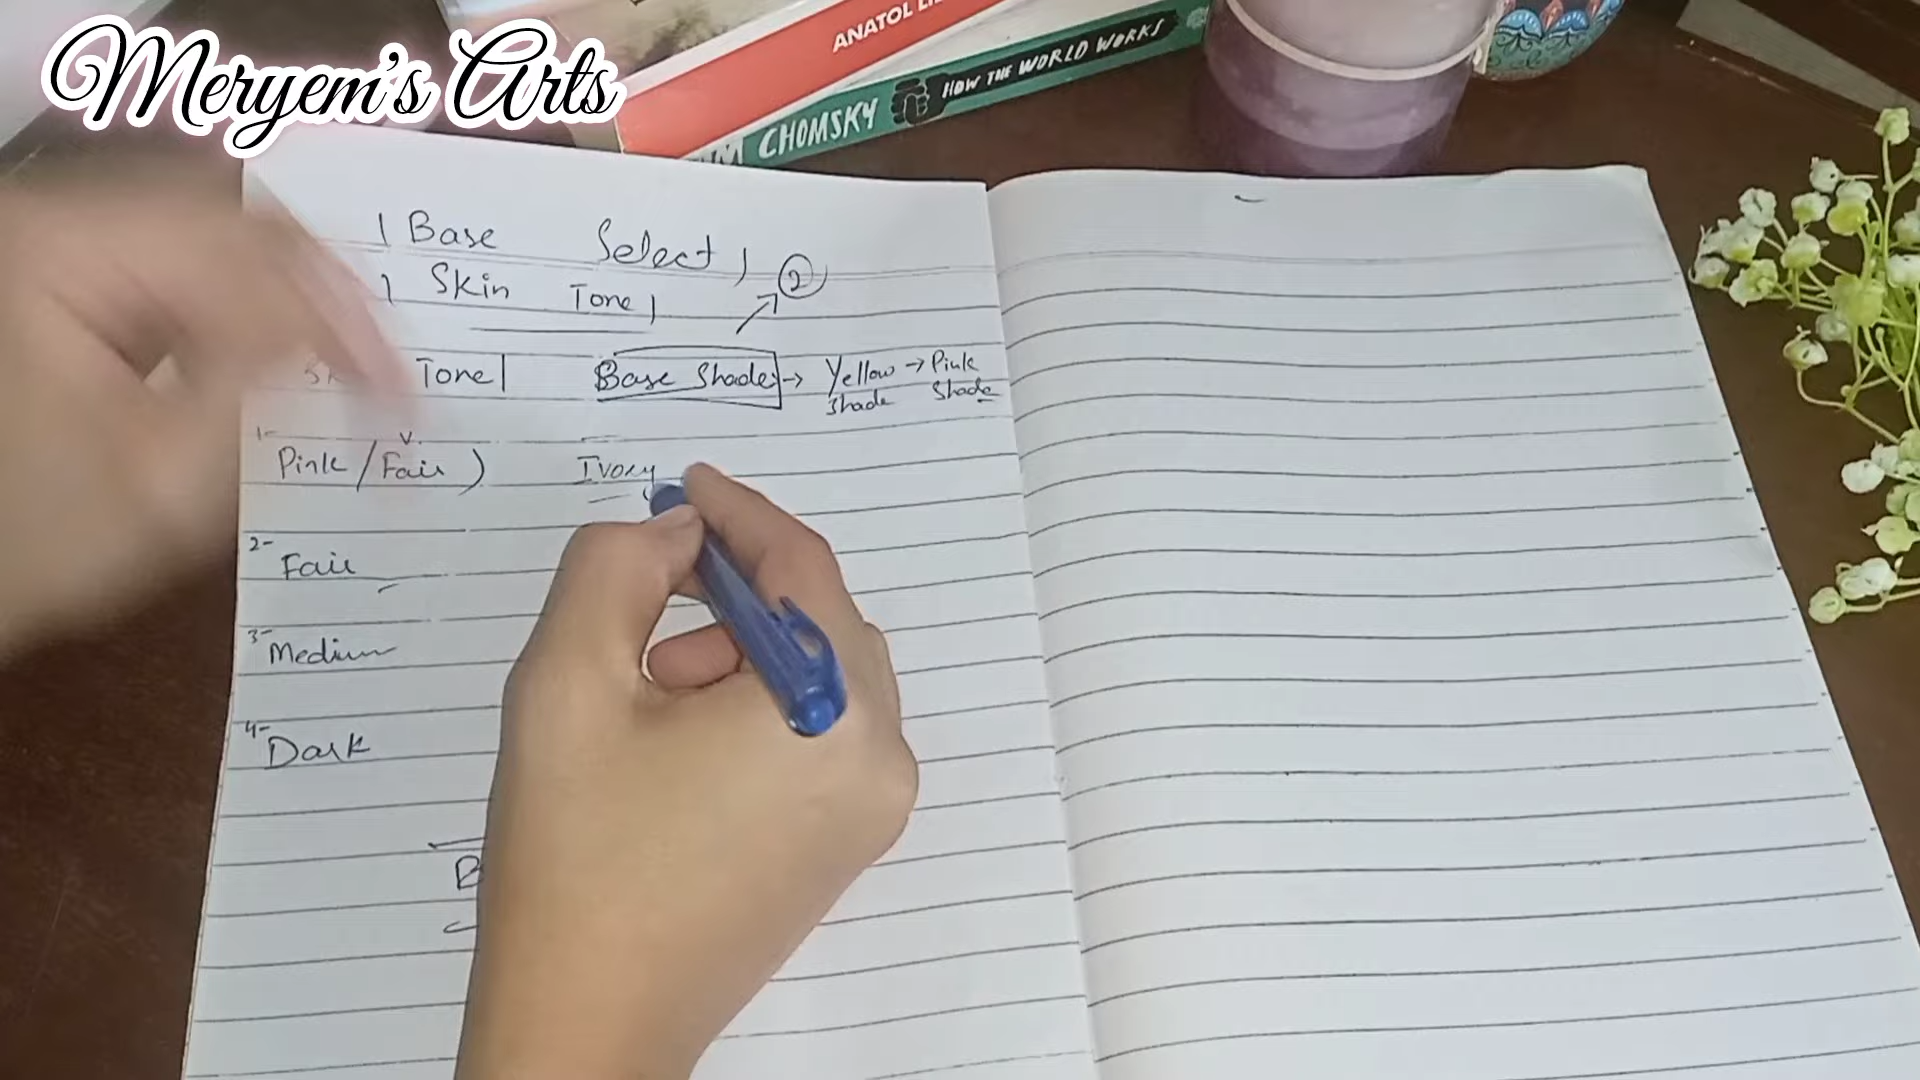 Meryem's Arts
ANATOL
CHOMSKY HOW THE WORLD WORKS
Base Select
Skin Tone
2
Tone Base Shade → Yellow Shade → Pink Shade
1- Pink / V. Fair Ivory
2- Fair
3- Medium
4- Dark
B